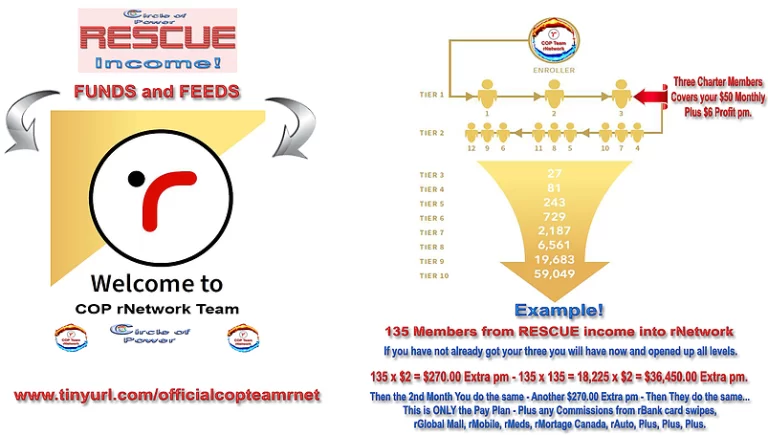 Circle of
Power
RESCUE
Income!
FUNDS and FEEDS
Welcome to
COP rNetwork Team
COP Team
rNetwork
Circle of
Power
COP Team
rNetwork
www.tinyurl.com/officialcopteamrnet
COP Team
rNetwork
ENROLLER
TIER 1
1 2 3
Three Charter Members
Covers your $50 Monthly
Plus $6 Profit pm.
TIER 2
12 9 6 11 8 5 10 7 4
TIER 3 27
TIER 4 81
TIER 5 243
TIER 6 729
TIER 7 2,187
TIER 8 6,561
TIER 9 19,683
TIER 10 59,049
Example!
135 Members from RESCUE income into rNetwork
If you have not already got your three you will have now and opened up all levels.
135 x $2 = $270.00 Extra pm - 135 x 135 = 18,225 x $2 = $36,450.00 Extra pm.
Then the 2nd Month You do the same - Another $270.00 Extra pm - Then They do the same...
This is ONLY the Pay Plan - Plus any Commissions from rBank card swipes,
rGlobal Mall, rMobile, rMeds, rMortage Canada, rAuto, Plus, Plus, Plus.